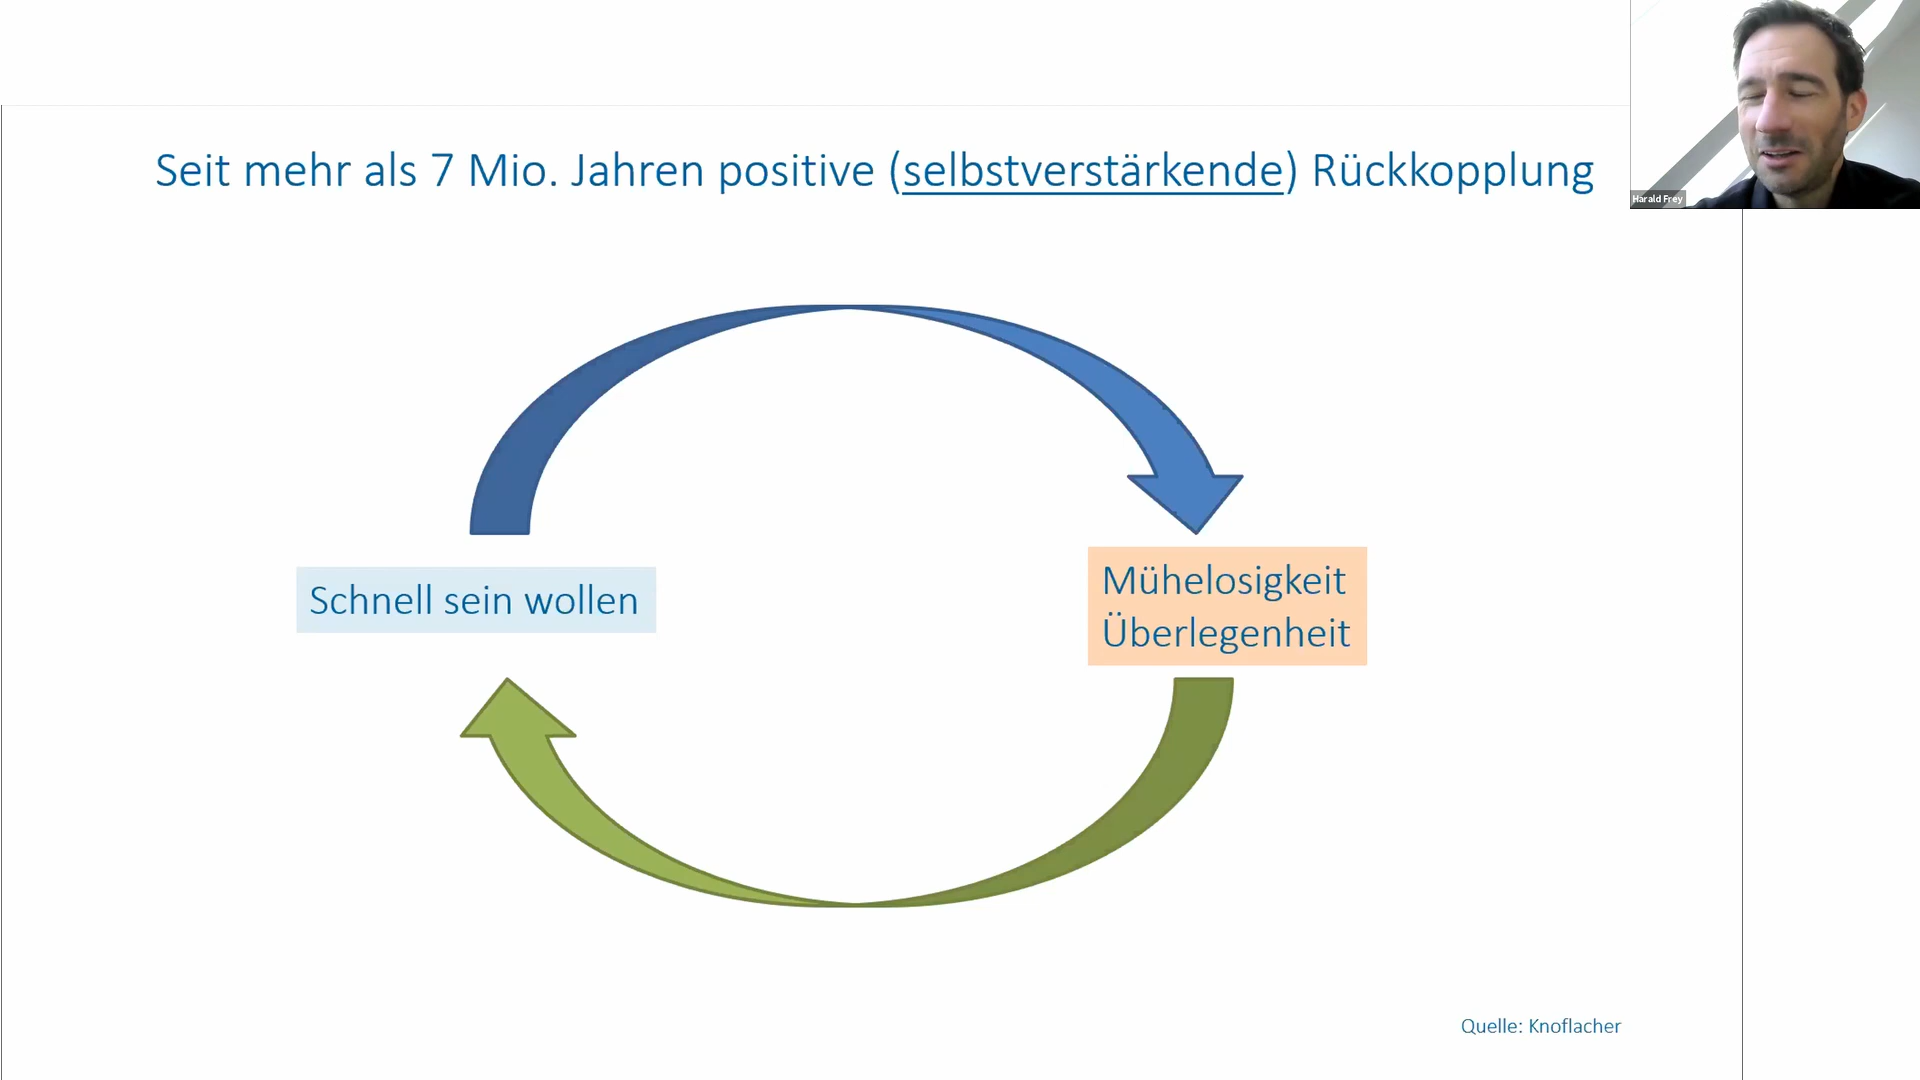 Seit mehr als 7 Mio. Jahren positive (selbstverstärkende) Rückkopplung
Harald Frey
Schnell sein wollen
Mühelosigkeit
Überlegenheit
Quelle: Knoflacher